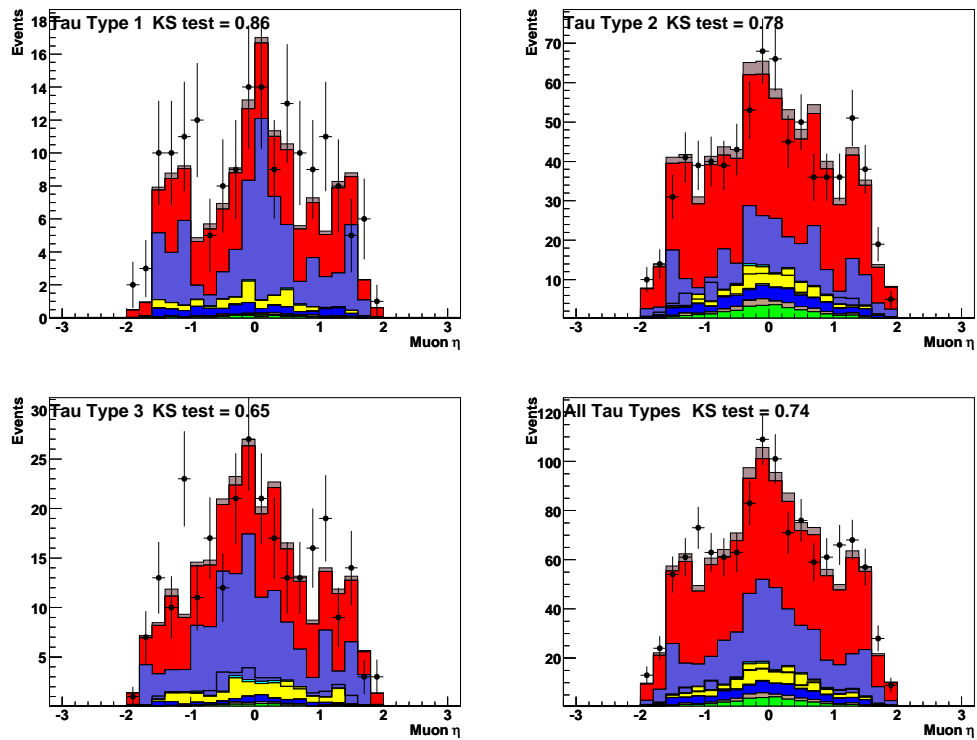 Tau Type 1 KS test = 0.86
Events
18
16
14
12
10
8
6
4
2
0
-3 -2 -1 0 1 2 3
Muon η
Tau Type 2 KS test = 0.78
Events
70
60
50
40
30
20
10
-3 -2 -1 0 1 2 3
Muon η
Tau Type 3 KS test = 0.65
Events
30
25
20
15
10
5
-3 -2 -1 0 1 2 3
Muon η
All Tau Types KS test = 0.74
Events
120
100
80
60
40
20
-3 -2 -1 0 1 2 3
Muon η